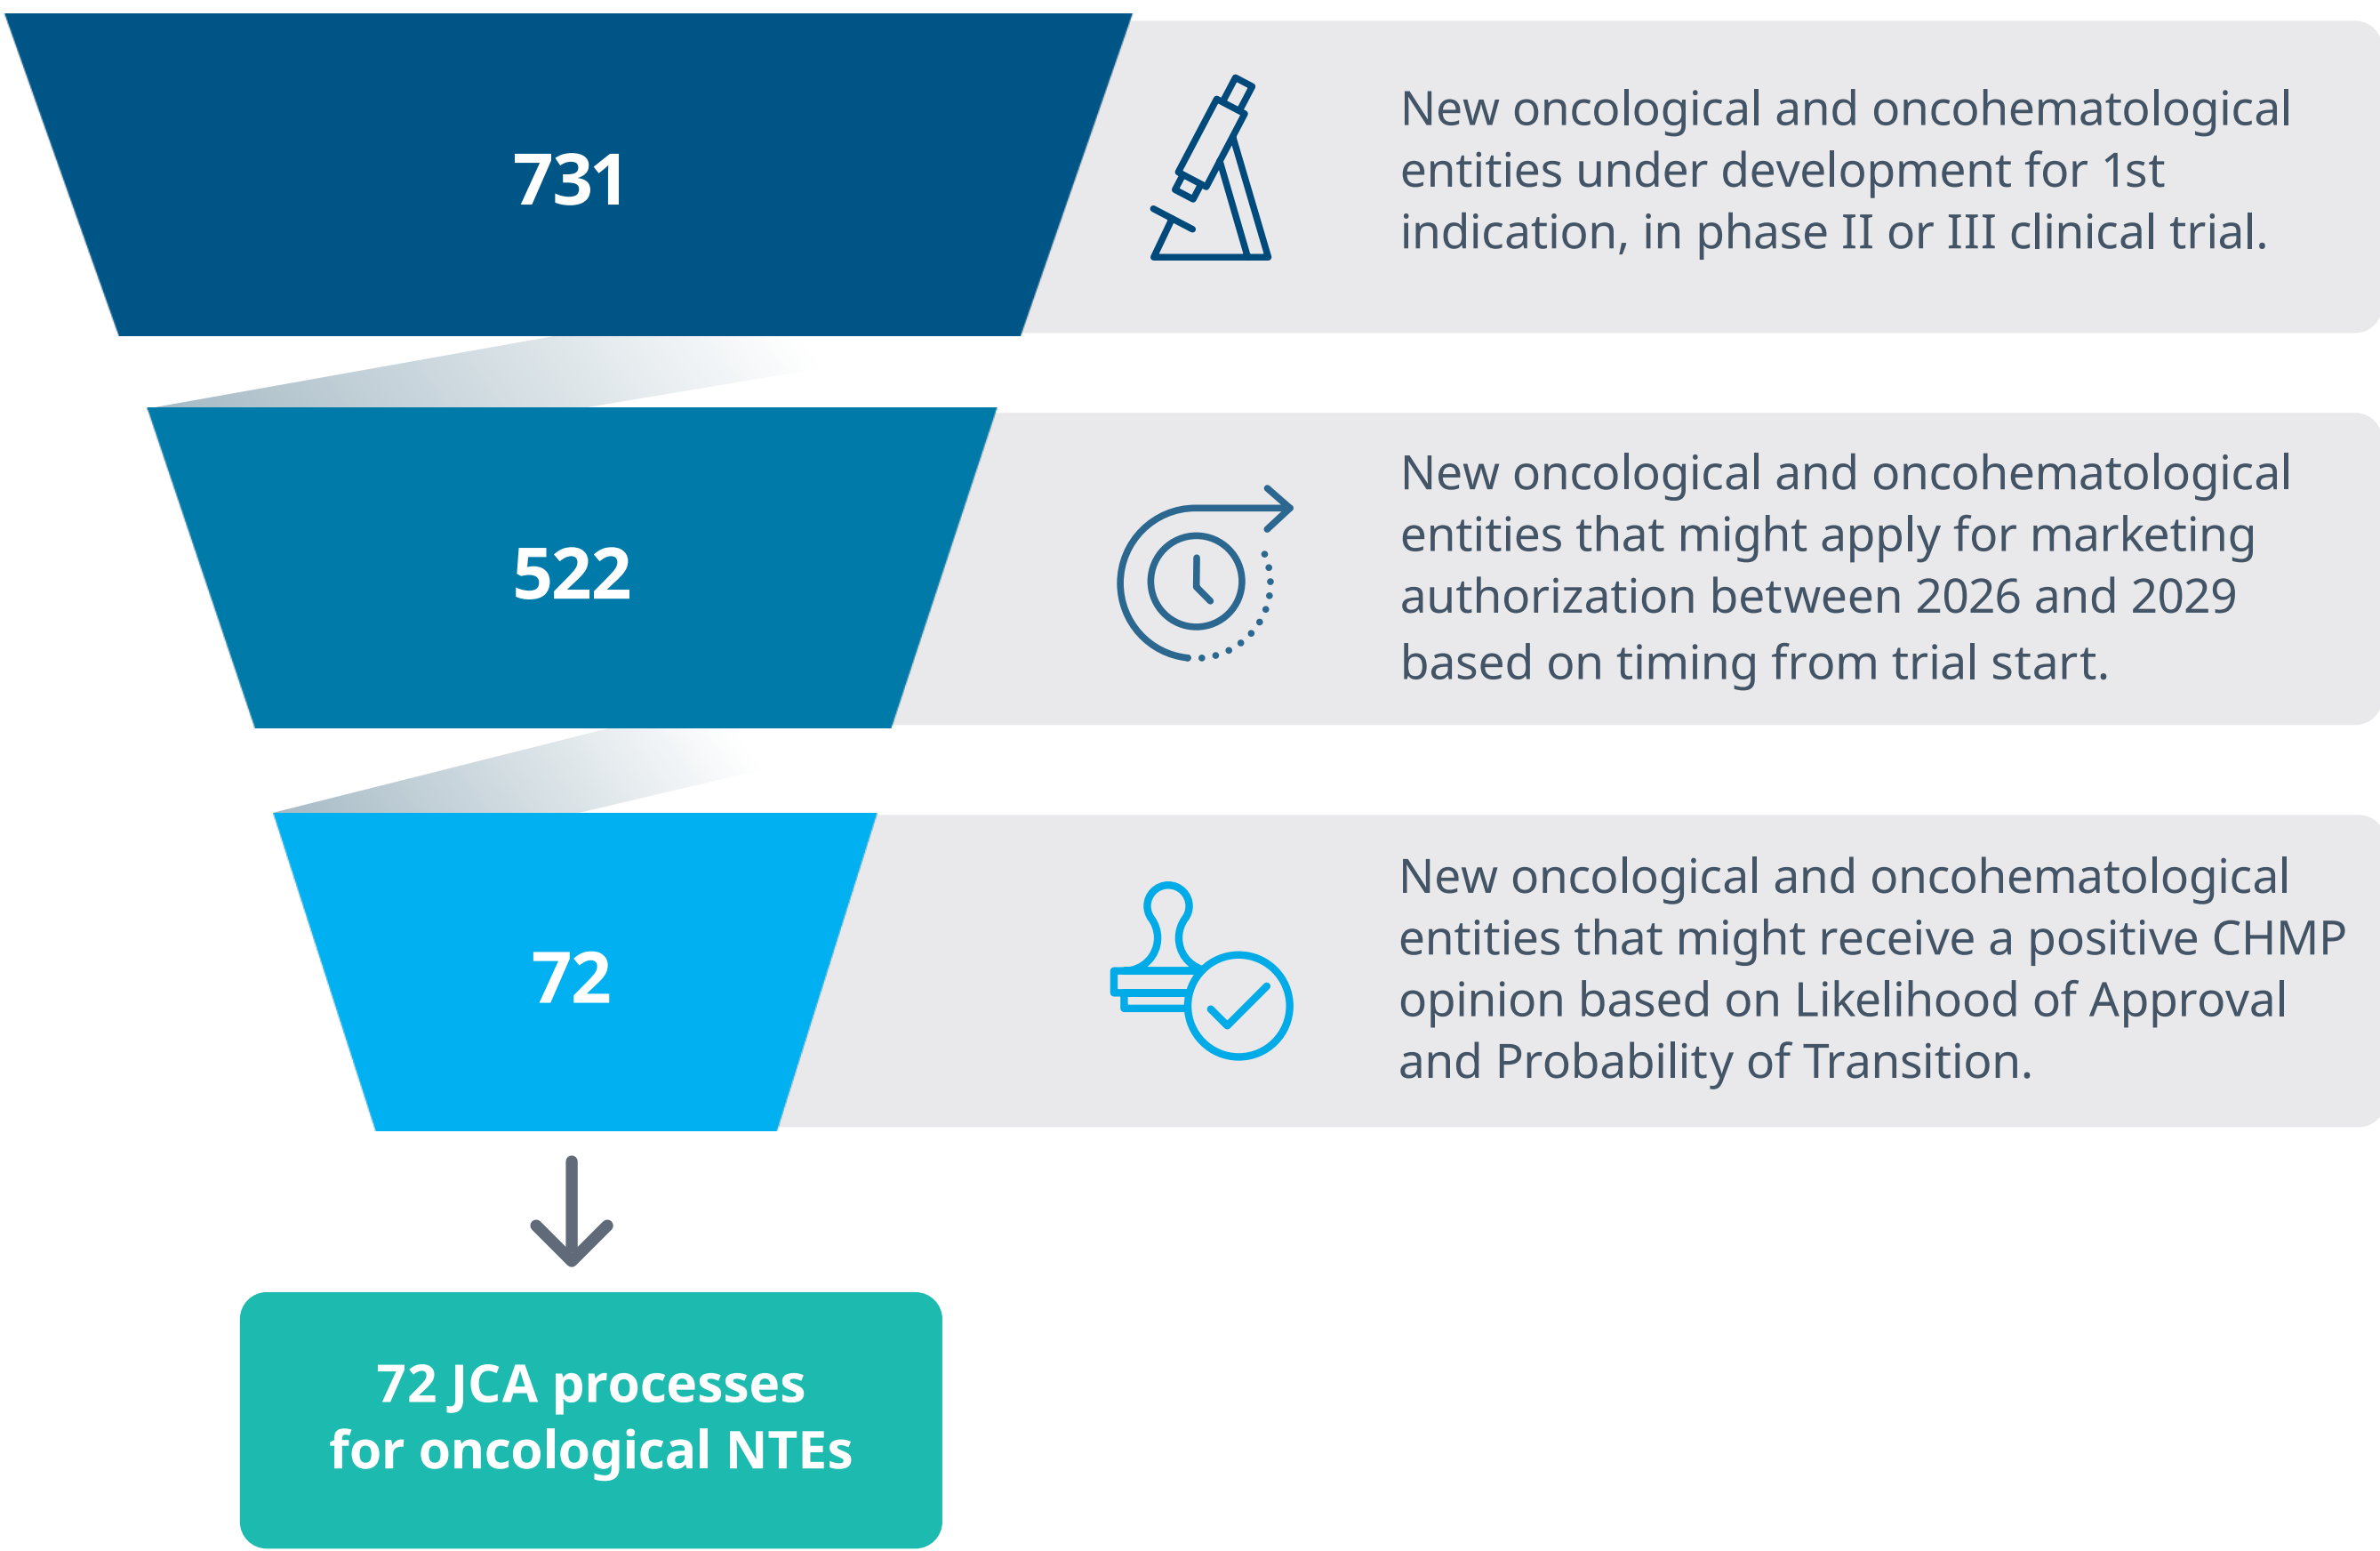 731
New oncological and oncohematological
entities under development for 1st
indication, in phase II or III clinical trial.
522
New oncological and oncohematological
entities that might apply for marketing
authorization between 2026 and 2029
based on timing from trial start.
72
New oncological and oncohematological
entities that might receive a positive CHMP
opinion based on Likelihood of Approval
and Probability of Transition.
72 JCA processes
for oncological NTEs